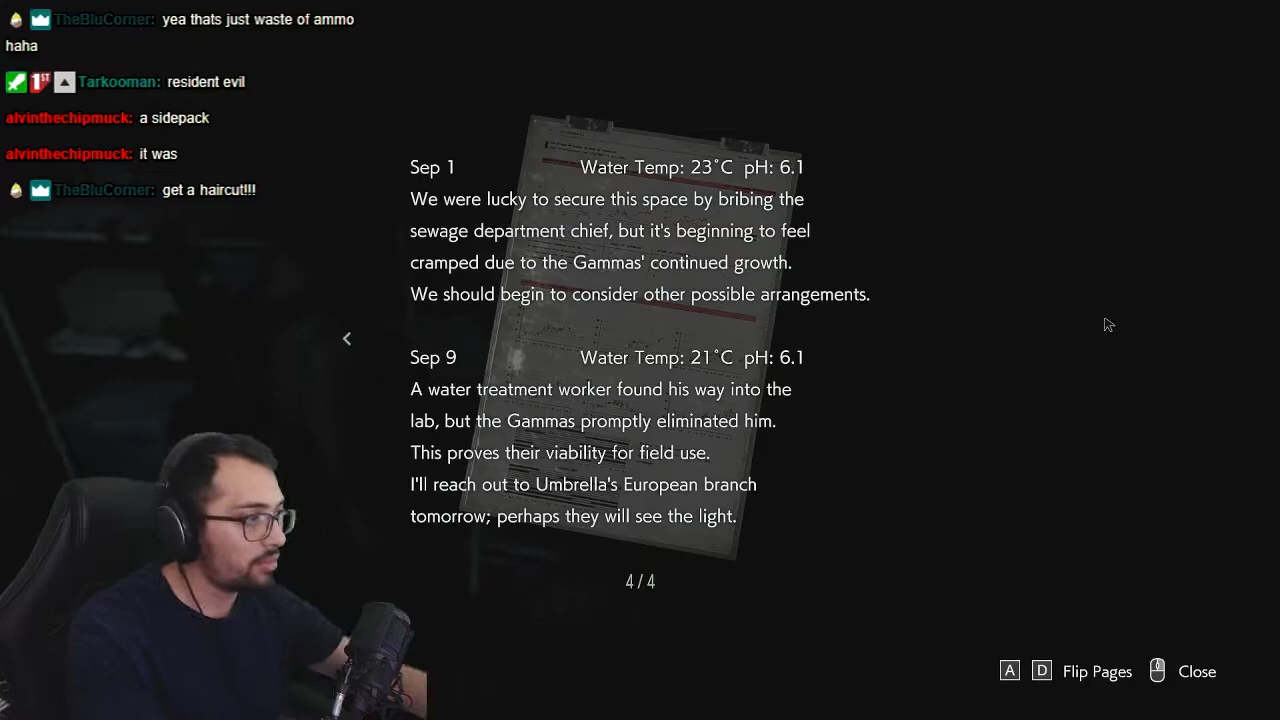 TheBluCorner: yea thats just waste of ammo
haha
1ST Tarkooman: resident evil
alvinthechipmuck: a sidepack
alvinthechipmuck: it was
TheBluCorner: get a haircut!!!
Sep 1 Water Temp: 23°C pH: 6.1
We were lucky to secure this space by bribing the
sewage department chief, but it's beginning to feel
cramped due to the Gammas' continued growth.
We should begin to consider other possible arrangements.
Sep 9 Water Temp: 21°C pH: 6.1
A water treatment worker found his way into the
lab, but the Gammas promptly eliminated him.
This proves their viability for field use.
I'll reach out to Umbrella's European branch
tomorrow; perhaps they will see the light.
4/4
A D Flip Pages Close